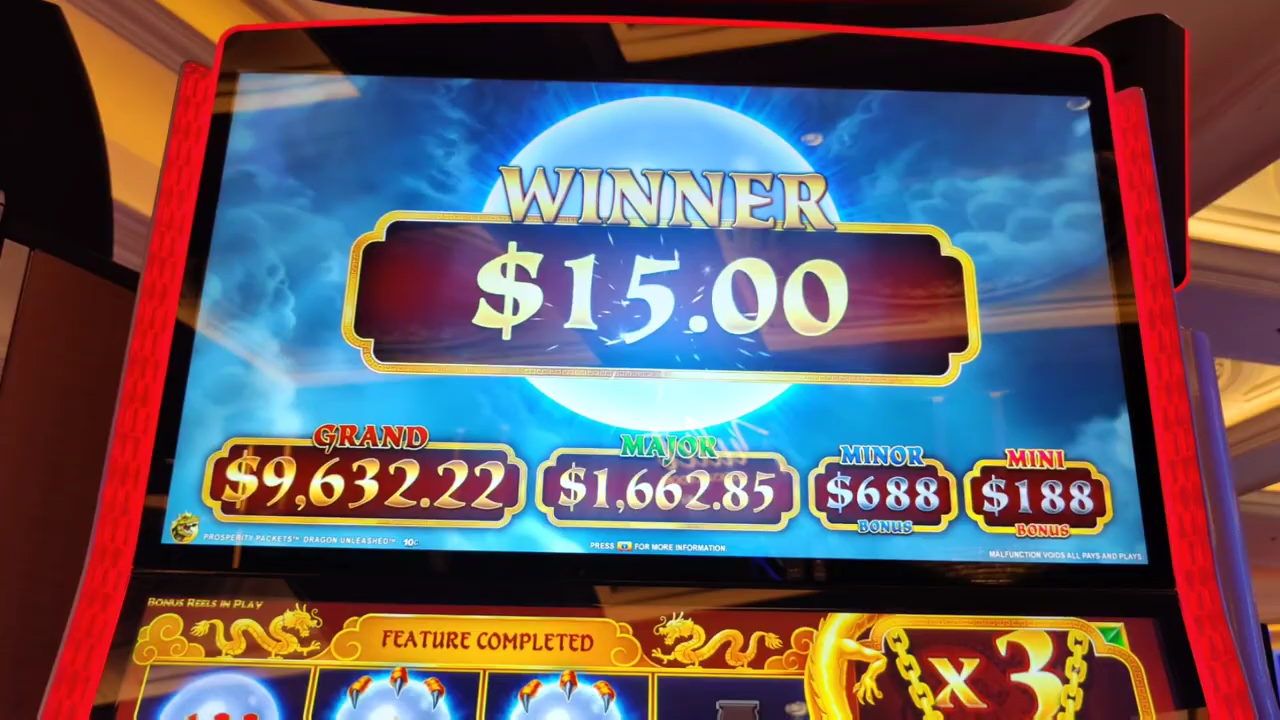 WINNER
$15.00
GRAND
$9,632.22
MAJOR
$1,662.85
MINOR
$688
BONUS
MINI
$188
BONUS
PROSPERITY PACKETS™ DRAGON UNLEASHED™ 10¢
PRESS FOR MORE INFORMATION
MALFUNCTION VOIDS ALL PAYS AND PLAYS
BONUS REELS IN PLAY
FEATURE COMPLETED
x3